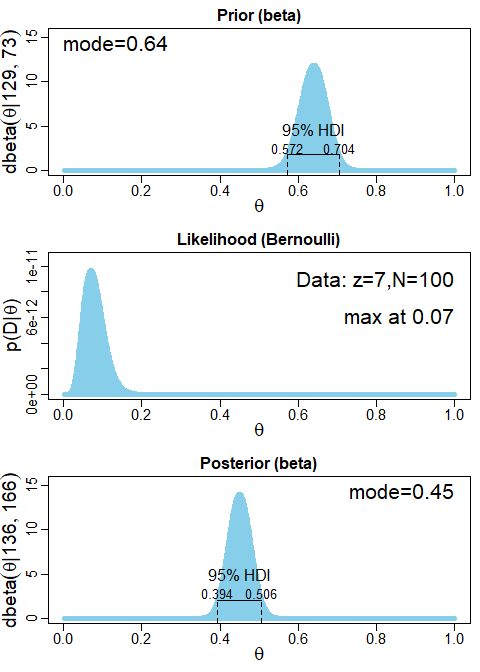 Prior (beta)
mode=0.64
dbeta(θ|129, 73)
15
10
5
0
95% HDI
0.572 0.704
0.0 0.2 0.4 0.6 0.8 1.0
θ
Likelihood (Bernoulli)
Data: z=7,N=100
max at 0.07
p(D|θ)
1e-11
6e-12
0e+00
0.0 0.2 0.4 0.6 0.8 1.0
θ
Posterior (beta)
mode=0.45
dbeta(θ|136, 166)
15
10
5
0
95% HDI
0.394 0.506
0.0 0.2 0.4 0.6 0.8 1.0
θ